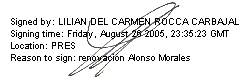 Signed by: LILIAN DEL CARMEN ROCCA CARBAJAL
Signing time: Friday, August 26 2005, 23:35:23 GMT
Location: PRES
Reason to sign: renovación Alonso Morales